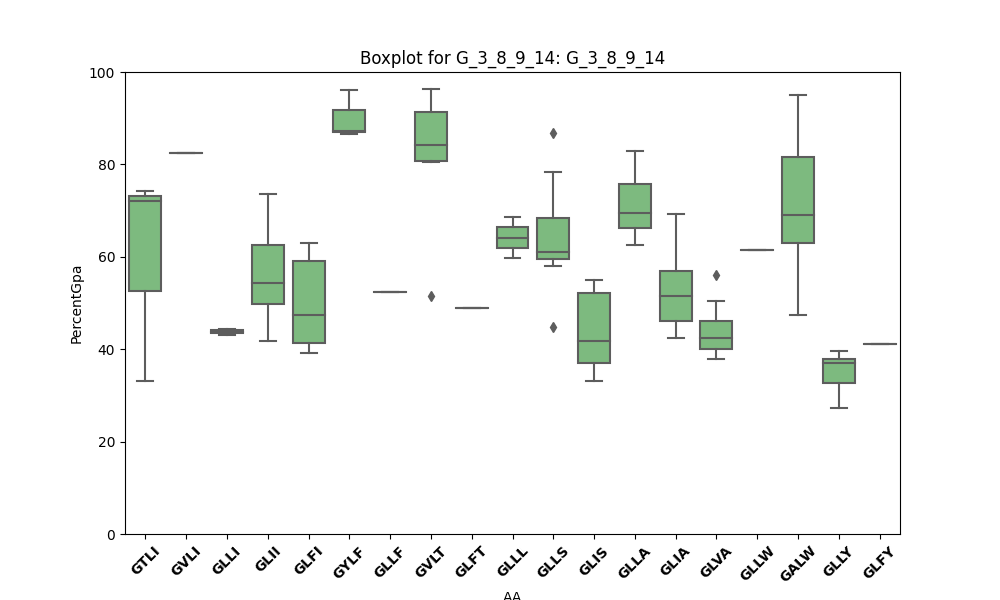 Boxplot for G_3_8_9_14: G_3_8_9_14
100
80
60
40
20
0
PercentGpa
GTLI GVLI GLLI GLII GLFI GYLF GLLF GVLT GLFT GLLL GLLS GLIS GLLA GLIA GLVA GLLW GALW GLLY GLFY
AA